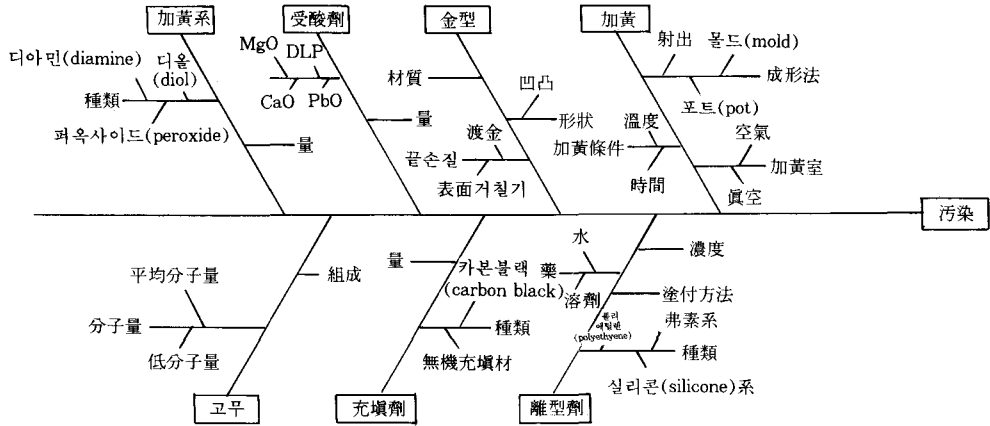 加黃系
受酸劑
金型
加黃
디아민(diamine)
디올
(diol)
種類
퍼옥사이드(peroxide)
量
MgO
DLP
CaO
PbO
量
材質
凹凸
形狀
渡金
끝손질
表面거칠기
射出
몰드(mold)
成形法
포트(pot)
溫度
加黃條件
時間
空氣
加黃室
眞空
汚染
組成
平均分子量
分子量
低分子量
고무
量
카본블랙
(carbon black)
種類
無機充塡材
充塡劑
水
藥
溶劑
濃度
塗付方法
폴리
에틸렌
(polyethyene)
弗素系
種類
실리콘(silicone)系
離型劑